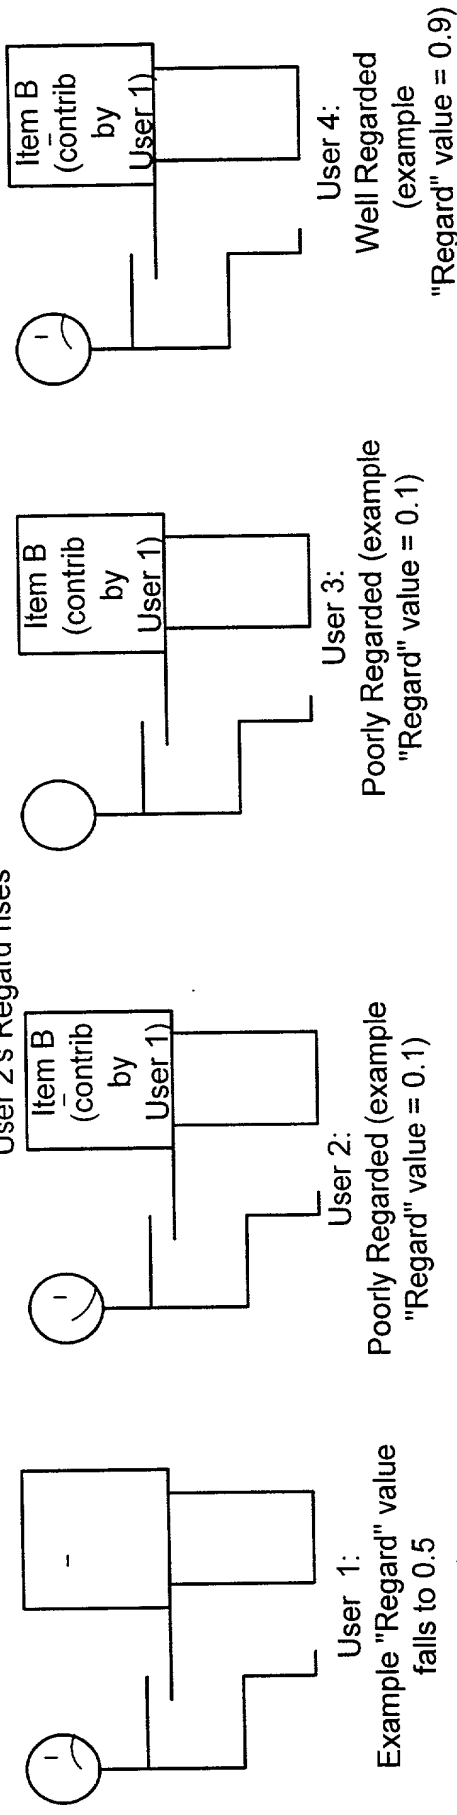 User 1:
Example "Regard" value
falls to 0.5
User 2's Regard rises
Item B
(contrib
by
User 1)
User 2:
Poorly Regarded (example
"Regard" value = 0.1)
Item B
(contrib
by
User 1)
User 3:
Poorly Regarded (example
"Regard" value = 0.1)
Item B
(contrib
by
User 1)
User 4:
Well Regarded
(example
"Regard" value = 0.9)